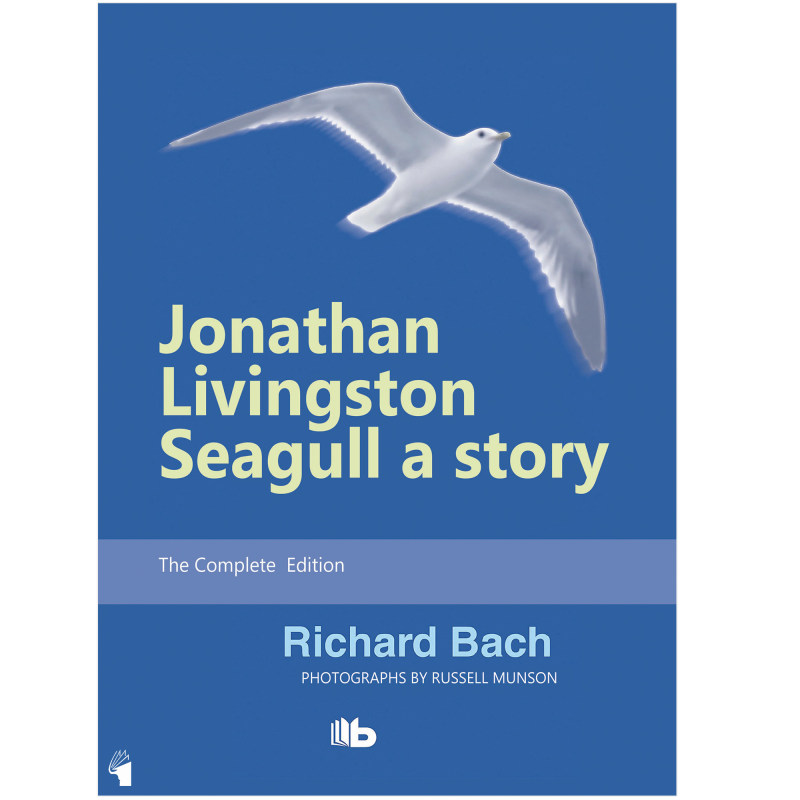 Jonathan
Livingston
Seagull a story
The Complete Edition
Richard Bach
PHOTOGRAPHS BY RUSSELL MUNSON
b